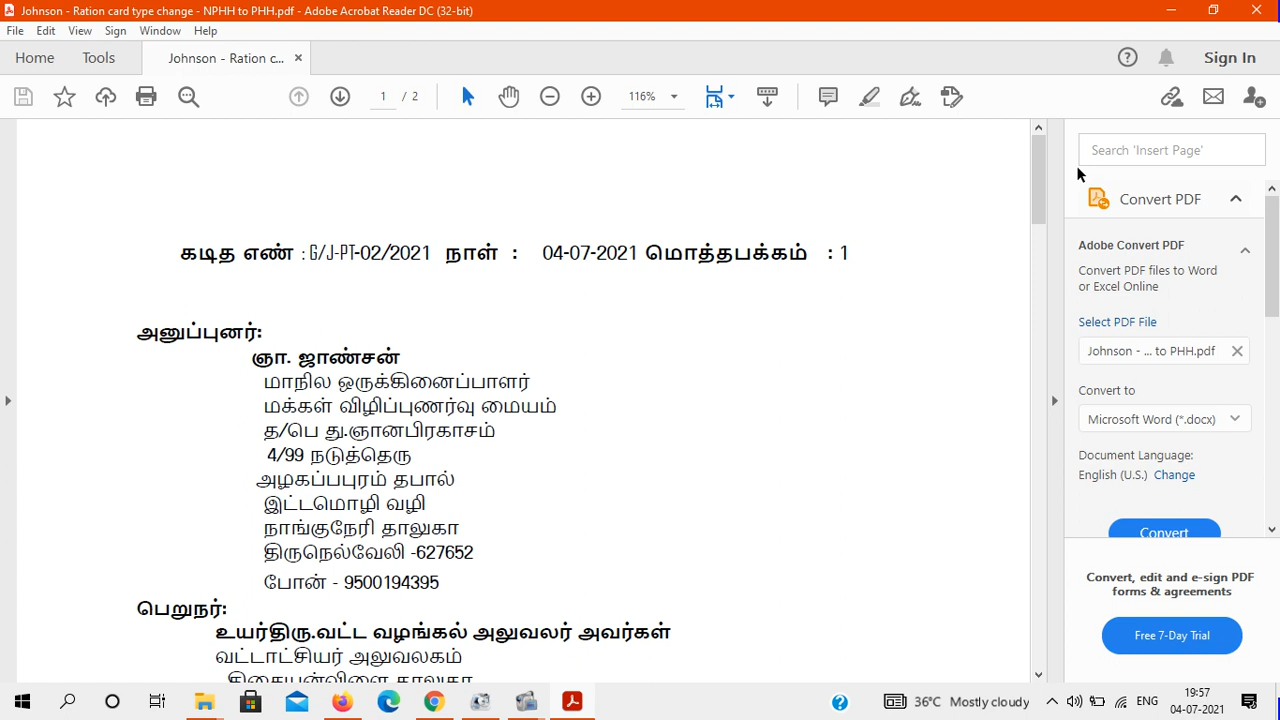 Johnson - Ration card type change - NPHH to PHH.pdf - Adobe Acrobat Reader DC (32-bit)
File Edit View Sign Window Help
Home Tools Johnson - Ration c... × Sign In
1 / 2 116%
Search 'Insert Page'
Convert PDF
Adobe Convert PDF
Convert PDF files to Word
or Excel Online
Select PDF File
Johnson - ... to PHH.pdf
Convert to
Microsoft Word (*.docx)
Document Language:
English (U.S.) Change
Convert
Convert, edit and e-sign PDF
forms & agreements
Free 7-Day Trial
கடித எண் : G/J-PT-02/2021 நாள் : 04-07-2021 மொத்தபக்கம் : 1
அனுப்புனர்:
ஞா. ஜாண்சன்
மாநில ஒருக்கினைப்பாளர்
மக்கள் விழிப்புணர்வு மையம்
த/பெ து.ஞானபிரகாசம்
4/99 நடுத்தெரு
அழகப்பபுரம் தபால்
இட்டமொழி வழி
நாங்குநேரி தாலுகா
திருநெல்வேலி -627652
போன் - 9500194395
பெறுநர்:
உயர்திரு.வட்ட வழங்கல் அலுவலர் அவர்கள்
வட்டாட்சியர் அலுவலகம்
திசையன்விளை தாலுகா
36°C Mostly cloudy ENG 19:57
04-07-2021